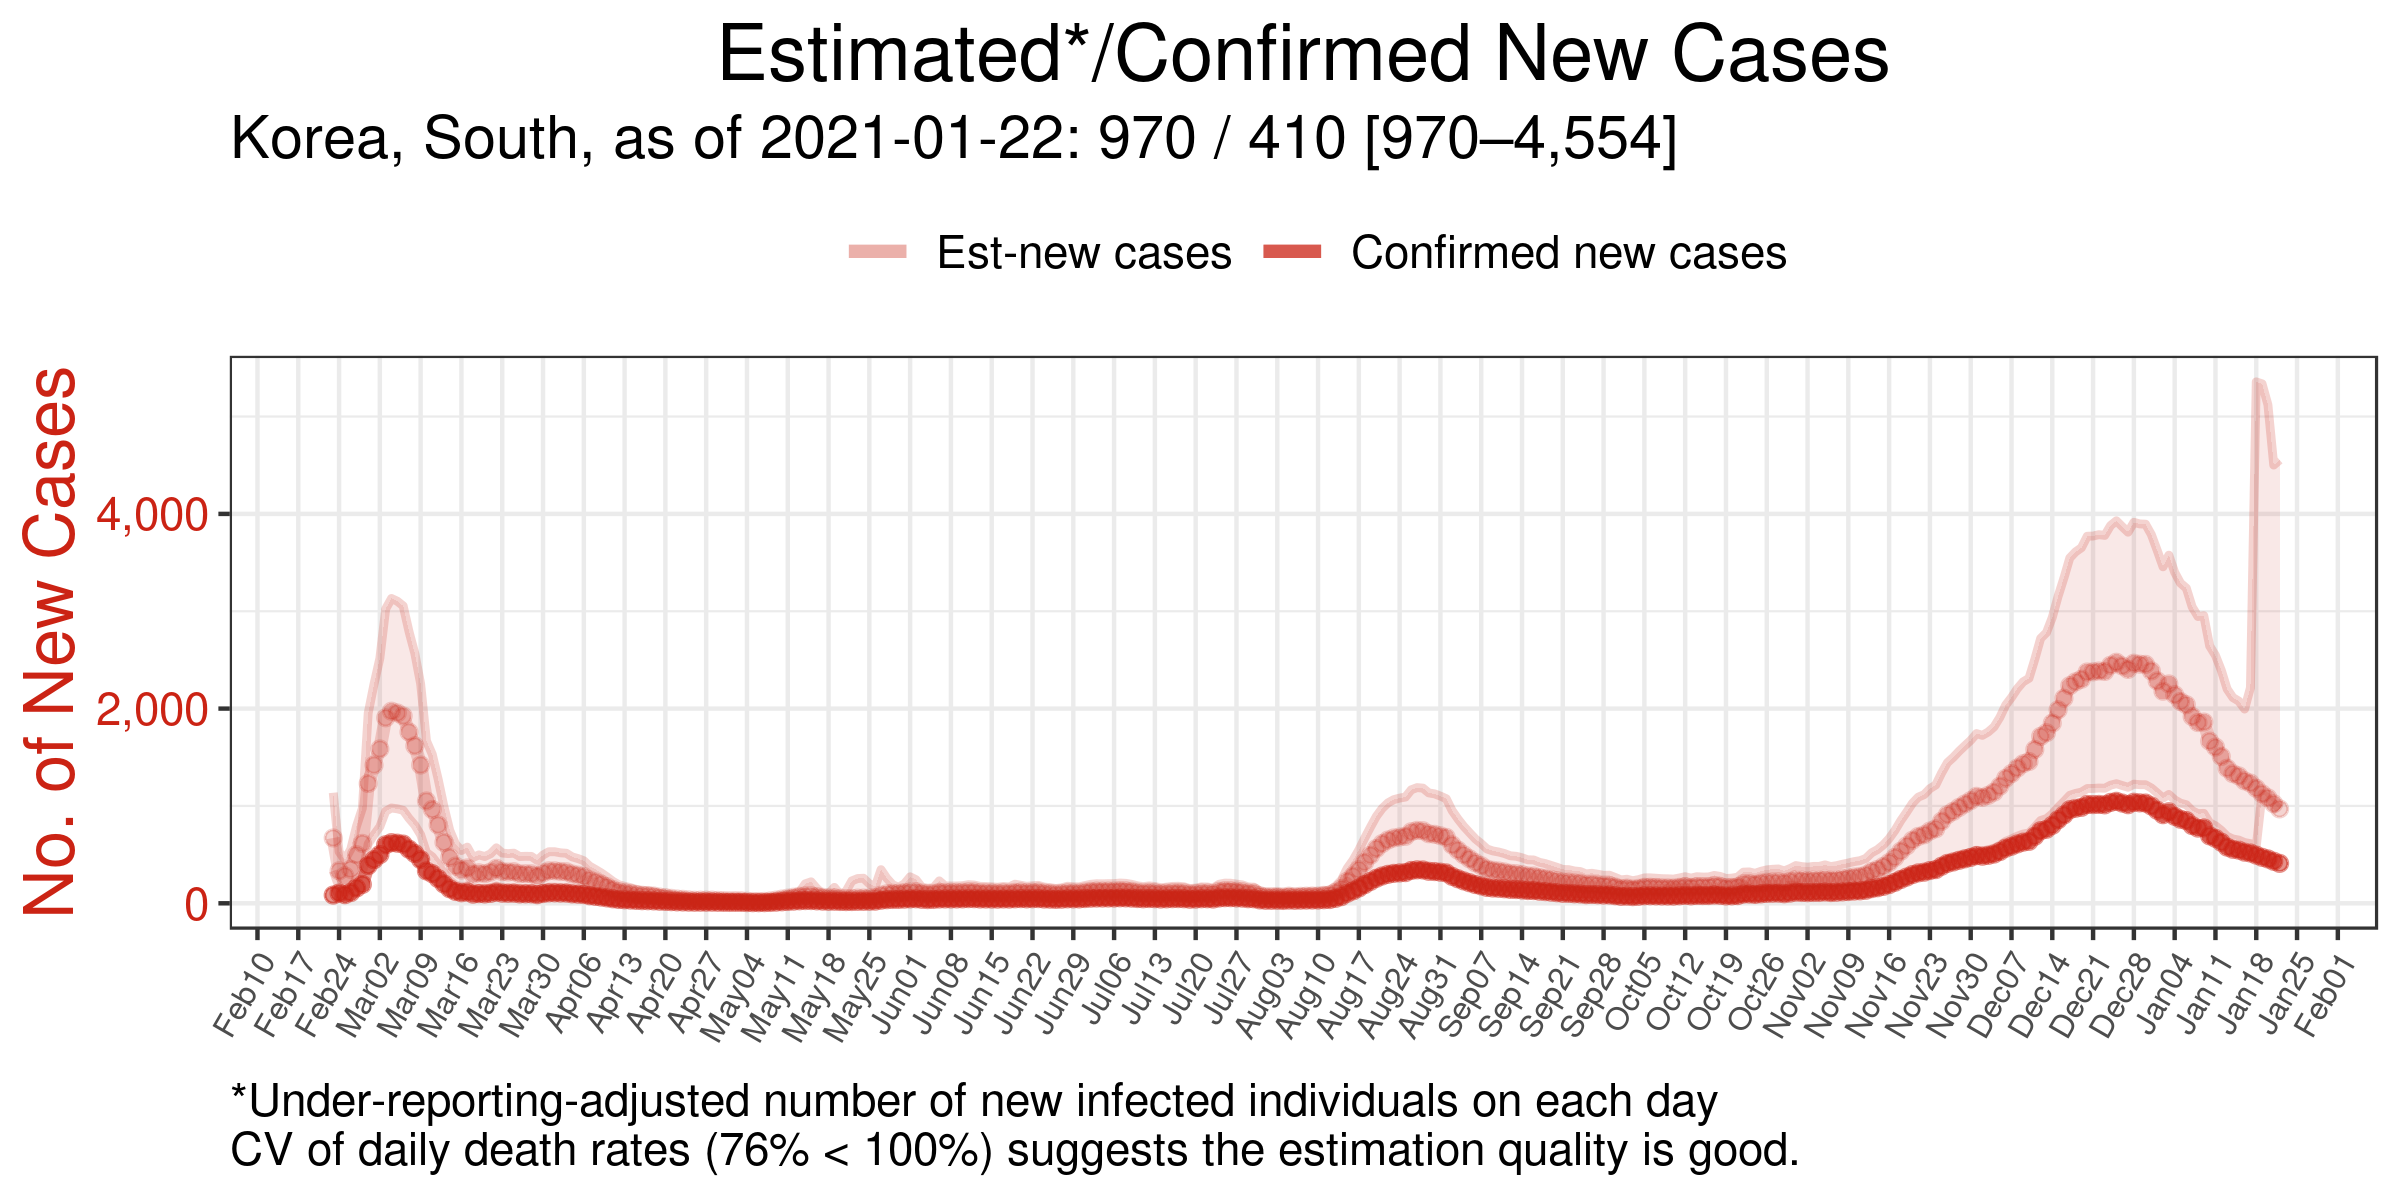 Estimated*/Confirmed New Cases
Korea, South, as of 2021-01-22: 970 / 410 [970–4,554]
Est-new cases Confirmed new cases
No. of New Cases
4,000
2,000
0
Feb10 Feb17 Feb24 Mar02 Mar09 Mar16 Mar23 Mar30 Apr06 Apr13 Apr20 Apr27 May04 May11 May18 May25 Jun01 Jun08 Jun15 Jun22 Jun29 Jul06 Jul13 Jul20 Jul27 Aug03 Aug10 Aug17 Aug24 Aug31 Sep07 Sep14 Sep21 Sep28 Oct05 Oct12 Oct19 Oct26 Nov02 Nov09 Nov16 Nov23 Nov30 Dec07 Dec14 Dec21 Dec28 Jan04 Jan11 Jan18 Jan25 Feb01
*Under-reporting-adjusted number of new infected individuals on each day
CV of daily death rates (76% < 100%) suggests the estimation quality is good.